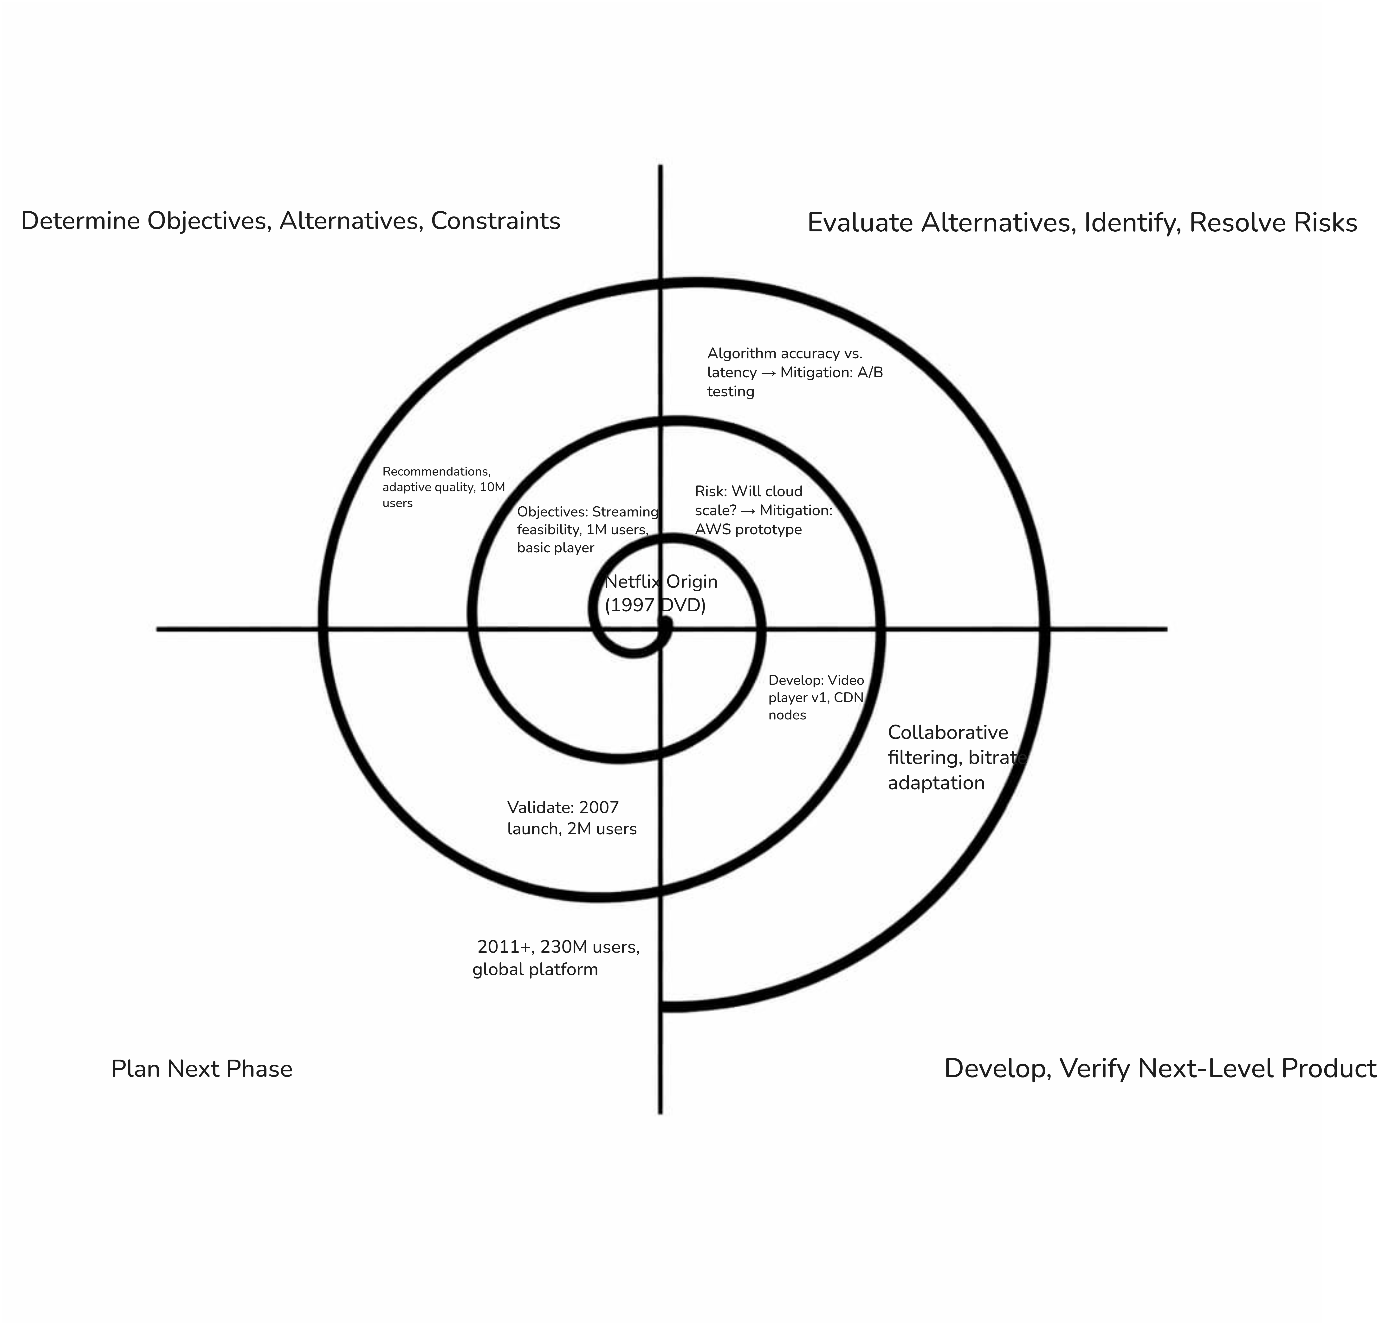 Determine Objectives, Alternatives, Constraints
Evaluate Alternatives, Identify, Resolve Risks
Algorithm accuracy vs.
latency → Mitigation: A/B
testing
Recommendations,
adaptive quality, 10M
users
Objectives: Streaming
feasibility, 1M users,
basic player
Risk: Will cloud
scale? → Mitigation:
AWS prototype
Netflix Origin
(1997 DVD)
Develop: Video
player v1, CDN
nodes
Collaborative
filtering, bitrate
adaptation
Validate: 2007
launch, 2M users
2011+, 230M users,
global platform
Plan Next Phase
Develop, Verify Next-Level Product